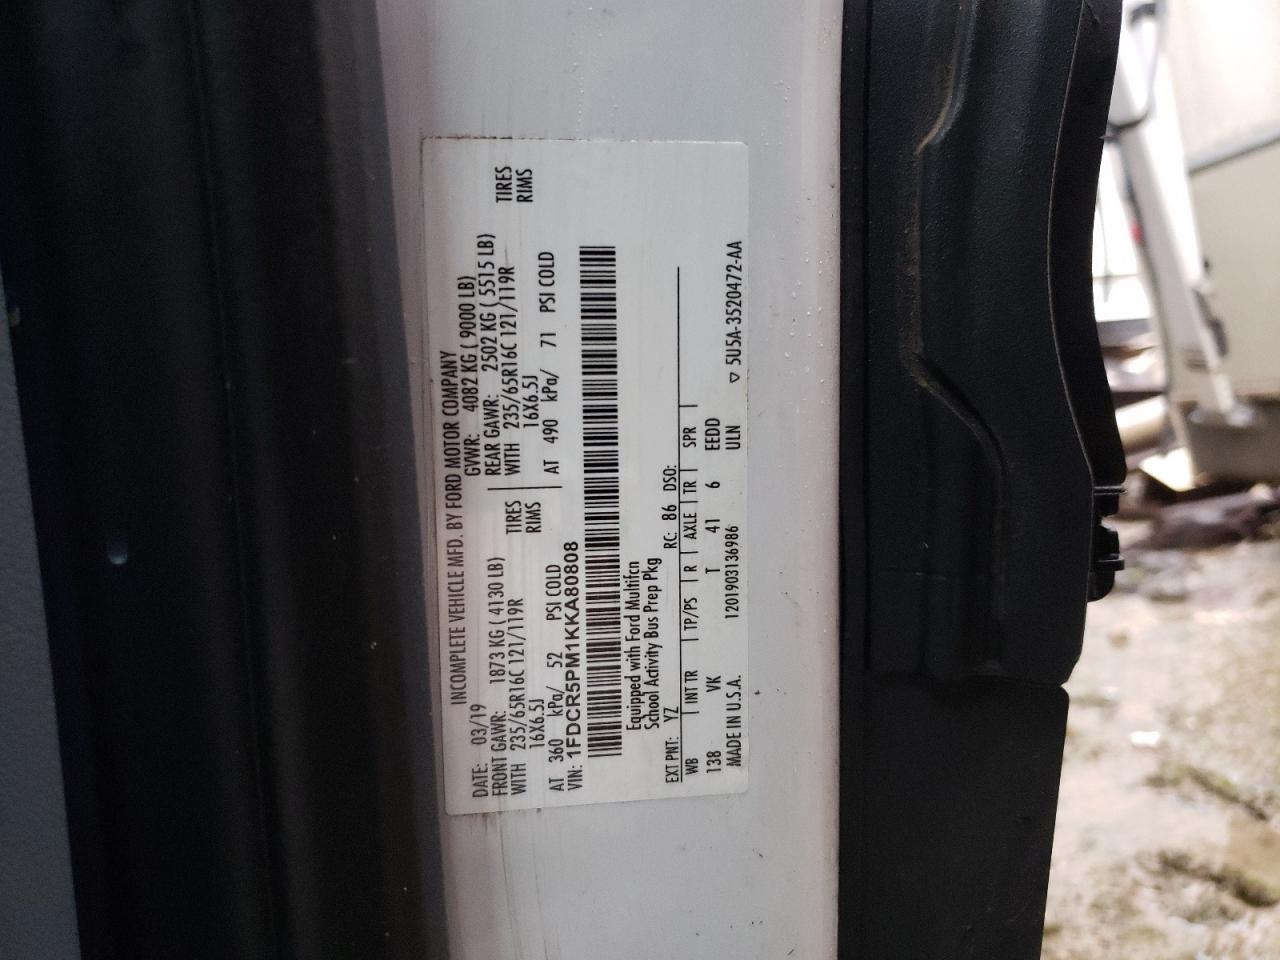 INCOMPLETE VEHICLE MFD. BY FORD MOTOR COMPANY
DATE: 03/19 GVWR: 4082 KG ( 9000 LB)
FRONT GAWR: 1873 KG ( 4130 LB) REAR GAWR: 2502 KG ( 5515 LB)
WITH 235/65R16C 121/119R TIRES WITH 235/65R16C 121/119R TIRES
16X6.5J RIMS 16X6.5J RIMS
AT 360 kPa/ 52 PSI COLD AT 490 kPa/ 71 PSI COLD
VIN: 1FDCR5PM1KKA80808
Equipped with Ford Multifcn
School Activity Bus Prep Pkg
EXT PNT: YZ RC: 86 DSO:
WB | INT TR | TP/PS | R | AXLE | TR | SPR |
138 VK T 41 6 EEDD
MADE IN U.S.A. 1201903136986 ULN ▽ 5U5A-3520472-AA